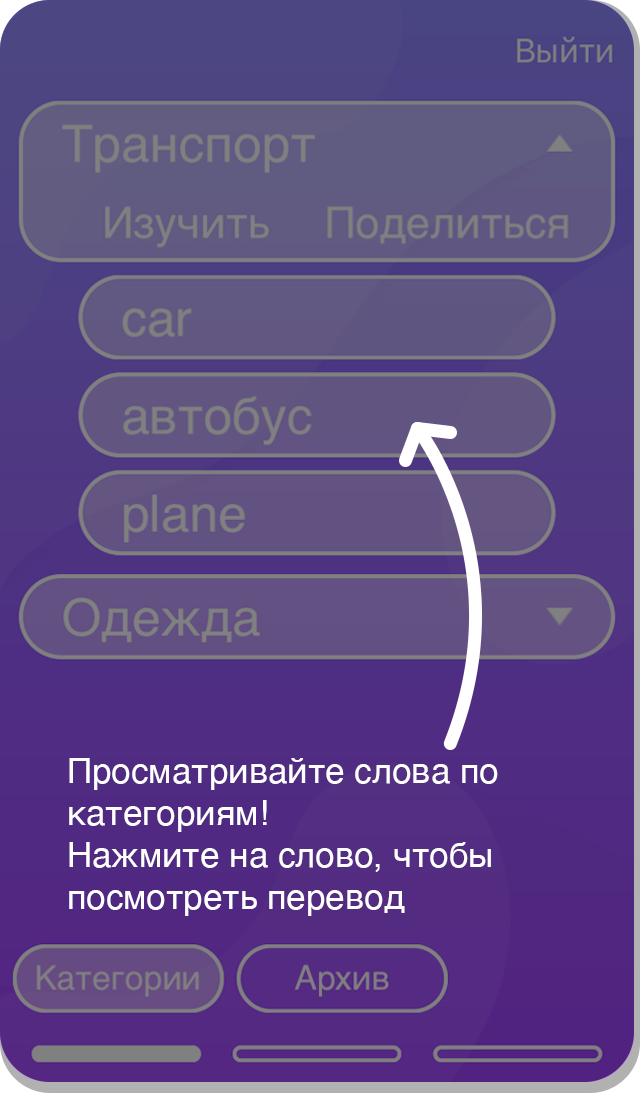 Выйти
Транспорт
Изучить Поделиться
car
автобус
plane
Одежда
Просматривайте слова по
категориям!
Нажмите на слово, чтобы
посмотреть перевод
Категории Архив